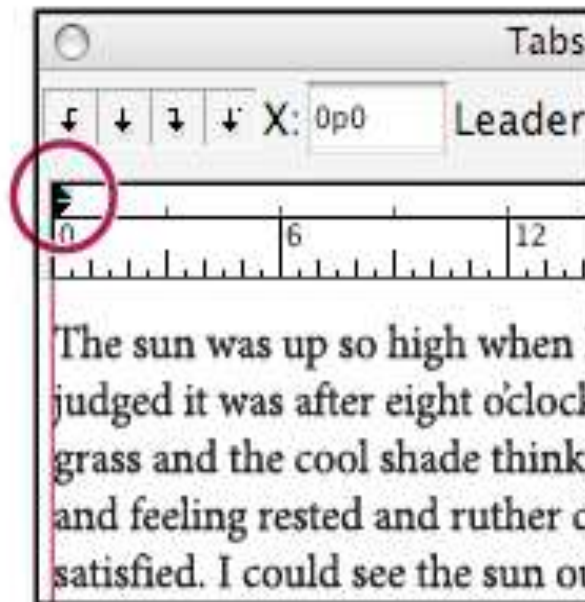 Tabs
X: 0p0 Leader
0 6 12
The sun was up so high when
judged it was after eight o'clock
grass and the cool shade think
and feeling rested and ruther
satisfied. I could see the sun